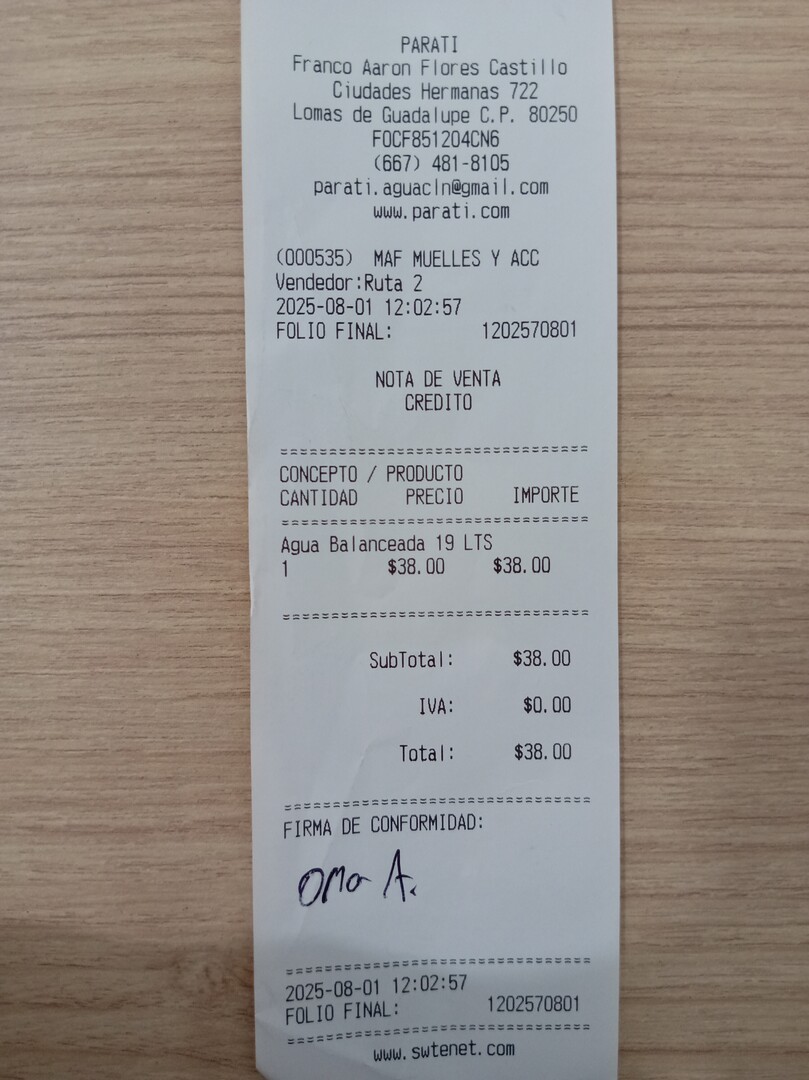 PARATI
Franco Aaron Flores Castillo
Ciudades Hermanas 722
Lomas de Guadalupe C.P. 80250
FOCF851204CN6
(667) 481-8105
parati.aguacln@gmail.com
www.parati.com
(000535) MAF MUELLES Y ACC
Vendedor:Ruta 2
2025-08-01 12:02:57
FOLIO FINAL: 1202570801
NOTA DE VENTA
CREDITO
================================
CONCEPTO / PRODUCTO
CANTIDAD PRECIO IMPORTE
================================
Agua Balanceada 19 LTS
1 $38.00 $38.00
================================
SubTotal: $38.00
IVA: $0.00
Total: $38.00
================================
FIRMA DE CONFORMIDAD:
A.
================================
2025-08-01 12:02:57
FOLIO FINAL: 1202570801
================================
www.swtenet.com